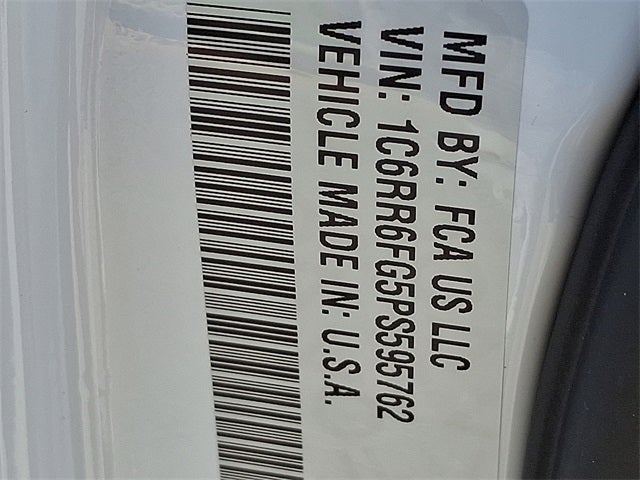 MFD BY: FCA US LLC
VIN: 1C6RR6FG5PS595762
VEHICLE MADE IN: U.S.A.